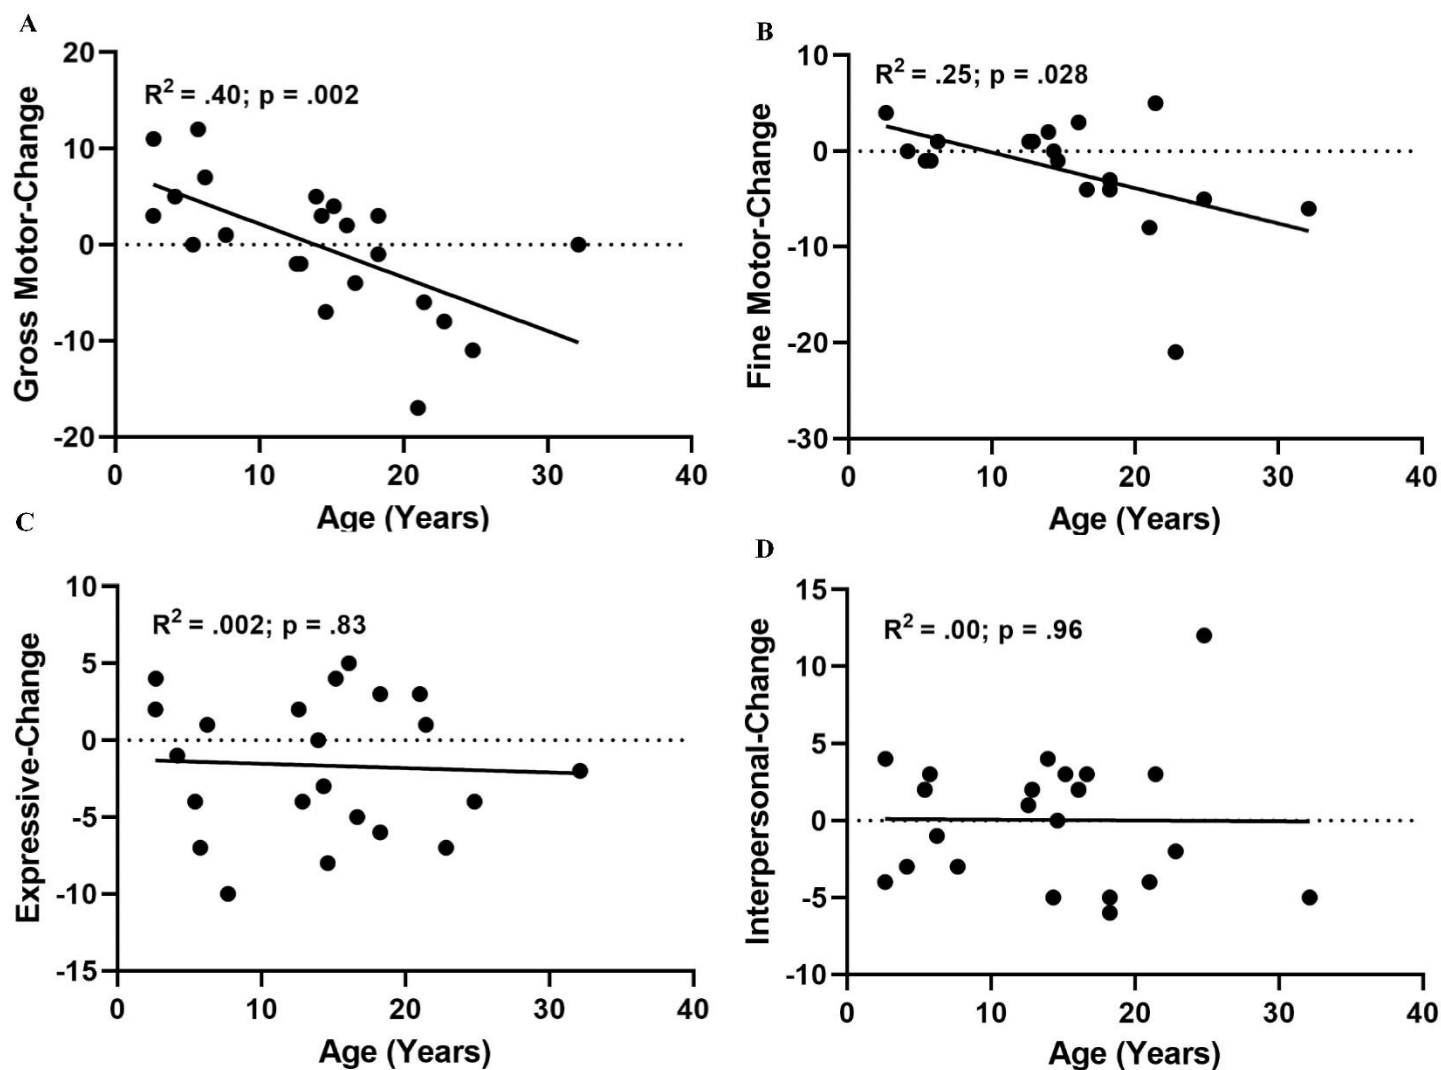 A
R2 = .40; p = .002
Gross Motor-Change
20
10
0
-10
-20
0 10 20 30 40
Age (Years)
B
R2 = .25; p = .028
Fine Motor-Change
10
0
-10
-20
-30
0 10 20 30 40
Age (Years)
C
R2 = .002; p = .83
Expressive-Change
10
5
0
-5
-10
-15
0 10 20 30 40
Age (Years)
D
R2 = .00; p = .96
Interpersonal-Change
15
10
5
0
-5
-10
0 10 20 30 40
Age (Years)